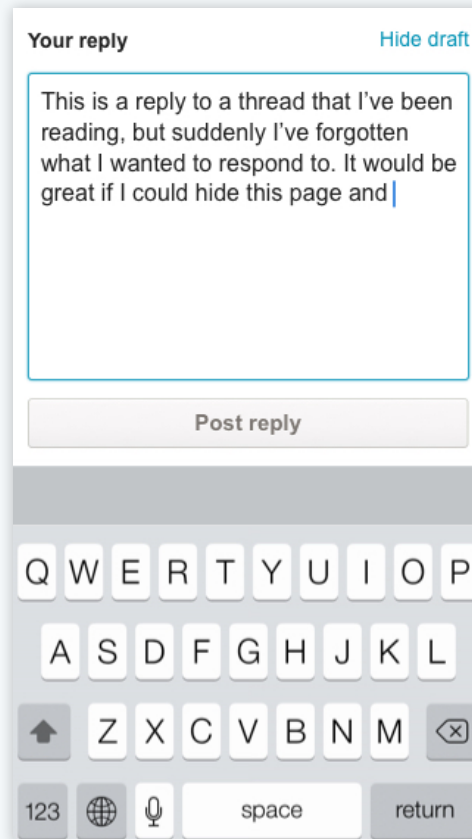 Your reply
Hide draft
This is a reply to a thread that I’ve been
reading, but suddenly I’ve forgotten
what I wanted to respond to. It would be
great if I could hide this page and
Post reply
Q W E R T Y U I O P
A S D F G H J K L
Z X C V B N M
123 space return